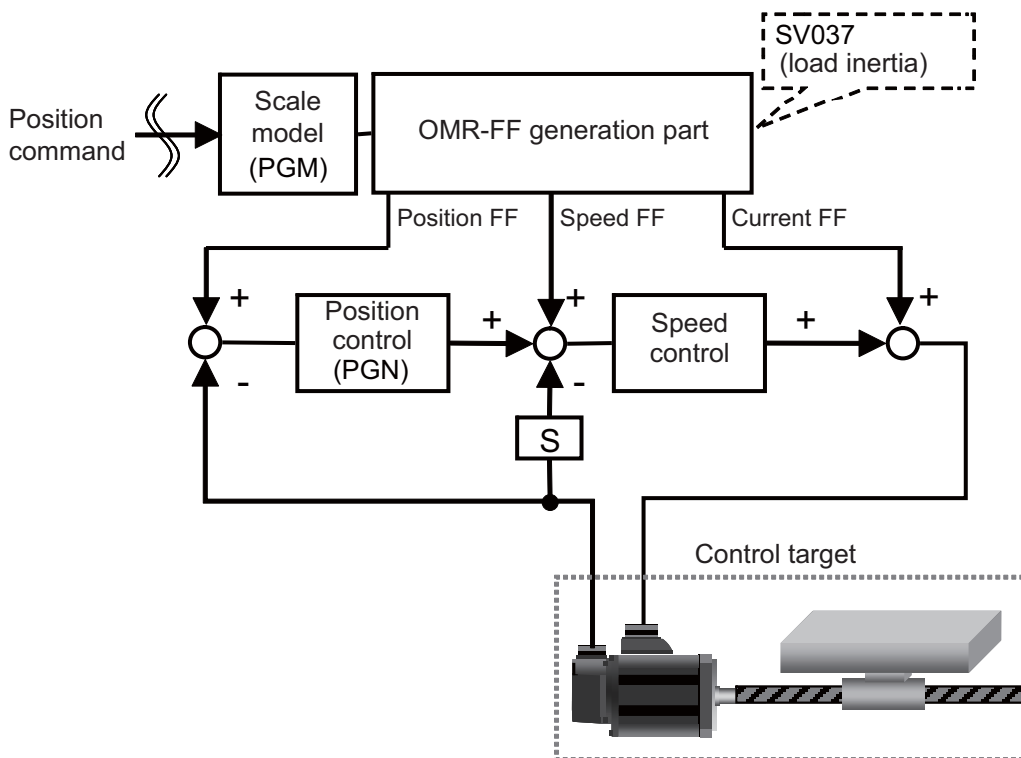 SV037
(load inertia)
Position
command
Scale
model
(PGM)
OMR-FF generation part
Position FF
Speed FF
Current FF
+
+
+
Position
control
(PGN)
+
Speed
control
+
-
-
S
Control target